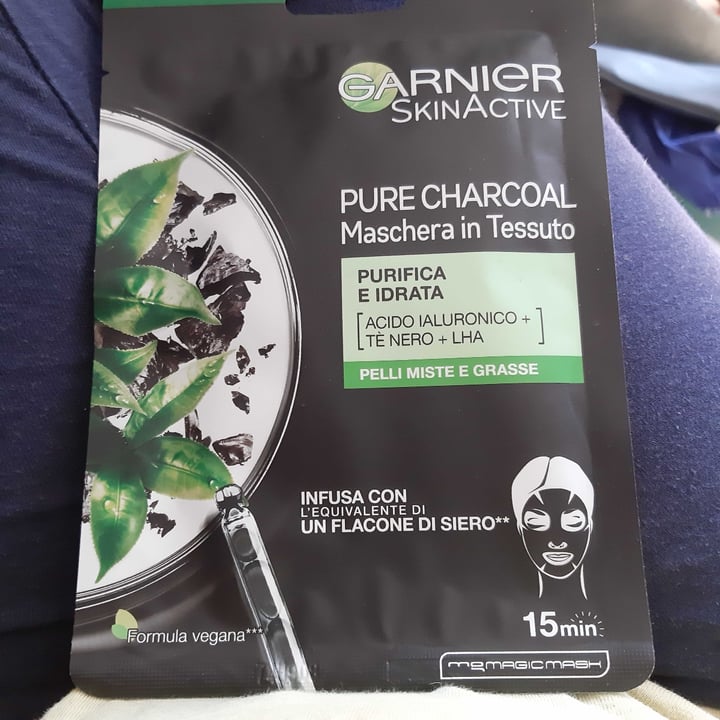 GARNIER
SKINACTIVE
PURE CHARCOAL
Maschera in Tessuto
PURIFICA
E IDRATA
[ACIDO IALURONICO +
TÈ NERO + LHA]
PELLI MISTE E GRASSE
INFUSA CON
L'EQUIVALENTE DI
UN FLACONE DI SIERO**
15min
Formula vegana***
MAGIC MASK